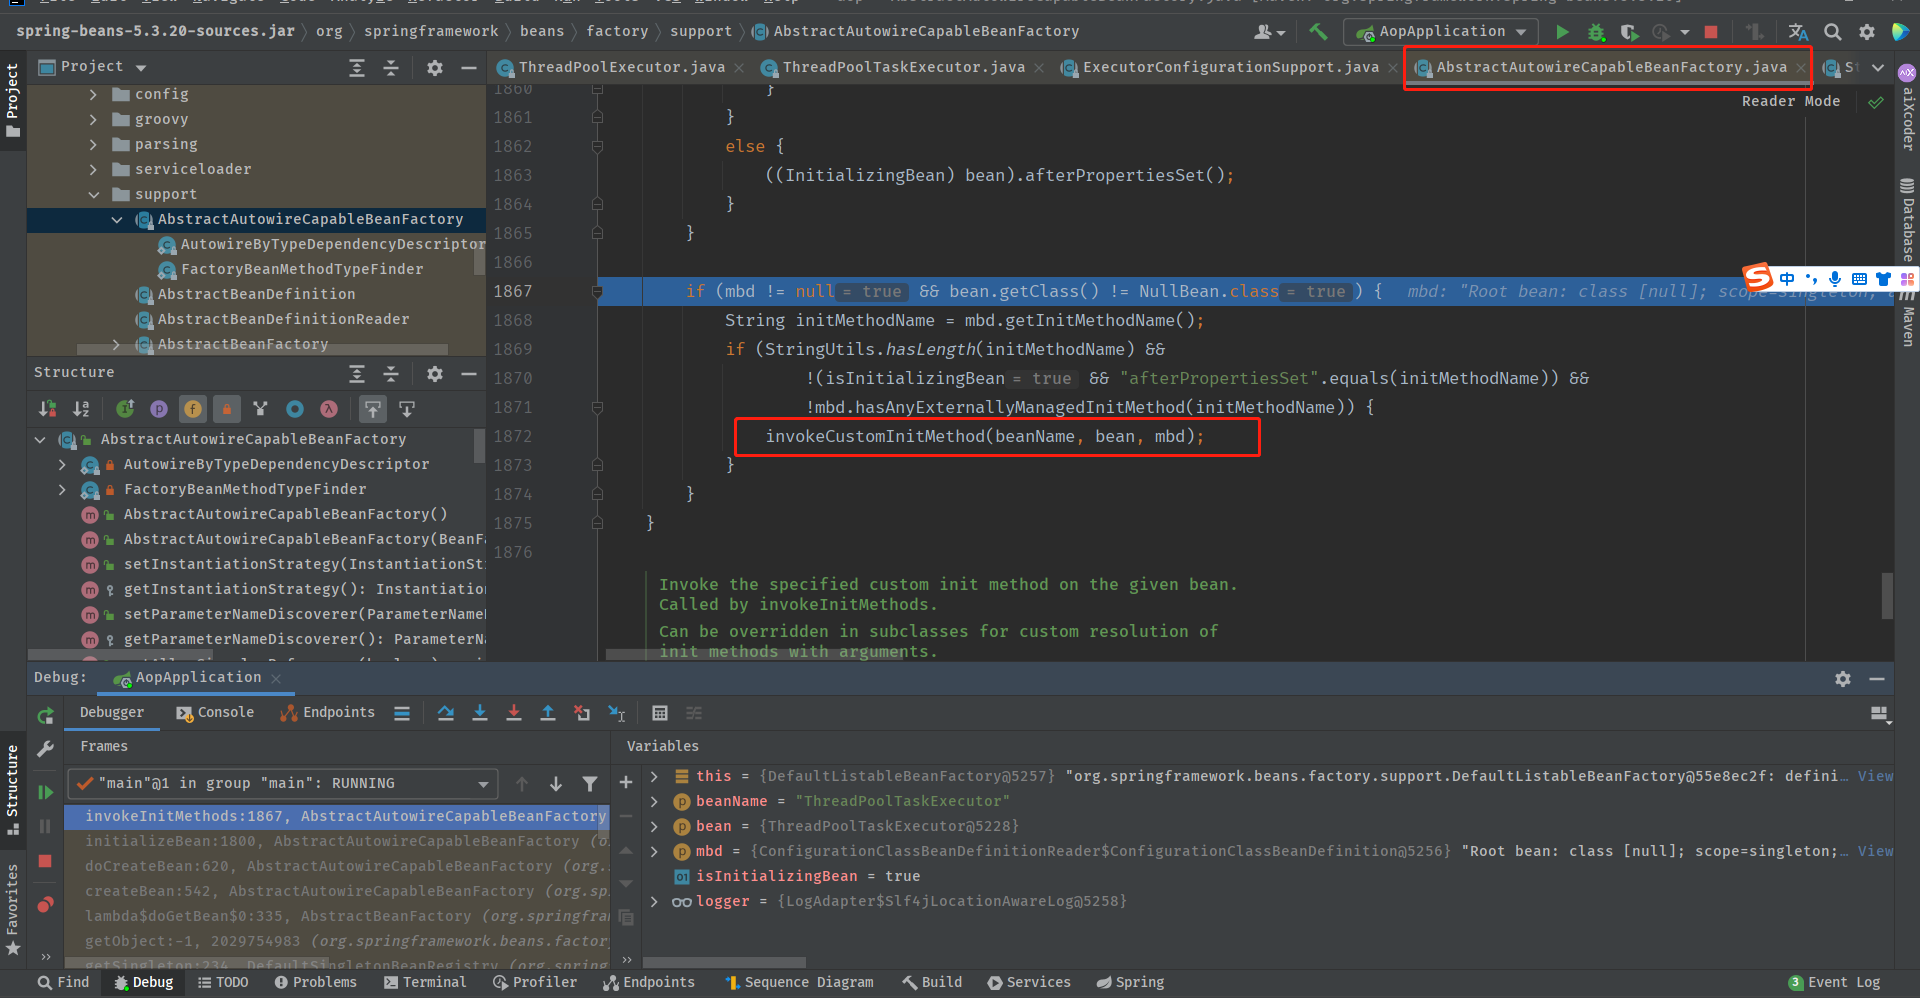 spring-beans-5.3.20-sources.jar › org › springframework › beans › factory › support › AbstractAutowireCapableBeanFactory
AopApplication
Project
ThreadPoolExecutor.java
ThreadPoolTaskExecutor.java
ExecutorConfigurationSupport.java
AbstractAutowireCapableBeanFactory.java
Reader Mode
Project
config
groovy
parsing
serviceloader
support
AbstractAutowireCapableBeanFactory
AutowireByTypeDependencyDescriptor
FactoryBeanMethodTypeFinder
AbstractBeanDefinition
AbstractBeanDefinitionReader
AbstractBeanFactory
1860 }
1861 }
1862 else {
1863 ((InitializingBean) bean).afterPropertiesSet();
1864 }
1865 }
1866
1867 if (mbd != null = true && bean.getClass() != NullBean.class = true ) { mbd: "Root bean: class [null]; scope=singleton;
1868 String initMethodName = mbd.getInitMethodName();
1869 if (StringUtils.hasLength(initMethodName) &&
1870 !(isInitializingBean = true && "afterPropertiesSet".equals(initMethodName)) &&
1871 !mbd.hasAnyExternallyManagedInitMethod(initMethodName)) {
1872 invokeCustomInitMethod(beanName, bean, mbd);
1873 }
1874 }
1875 }
1876
Invoke the specified custom init method on the given bean.
Called by invokeInitMethods.
Can be overridden in subclasses for custom resolution of
init methods with arguments.
aiXcoder
Database
Maven
中
Structure
AbstractAutowireCapableBeanFactory
AutowireByTypeDependencyDescriptor
FactoryBeanMethodTypeFinder
AbstractAutowireCapableBeanFactory()
AbstractAutowireCapableBeanFactory(BeanF
setInstantiationStrategy(InstantiationSt
getInstantiationStrategy(): Instantiation
setParameterNameDiscoverer(ParameterName
getParameterNameDiscoverer(): ParameterNa
Debug: AopApplication
Debugger Console Endpoints
Frames
"main"@1 in group "main": RUNNING
invokeInitMethods:1867, AbstractAutowireCapableBeanFactory
initializeBean:1800, AbstractAutowireCapableBeanFactory (o
doCreateBean:620, AbstractAutowireCapableBeanFactory (org.
createBean:542, AbstractAutowireCapableBeanFactory (org.sp
lambda$doGetBean$0:335, AbstractBeanFactory (org.springfra
getObject:-1, 2029754983 (org.springframework.beans.factor
getSingleton:234, DefaultSingletonBeanRegistry (org.spring
Variables
this = {DefaultListableBeanFactory@5257} "org.springframework.beans.factory.support.DefaultListableBeanFactory@55e8ec2f: defini... View
beanName = "ThreadPoolTaskExecutor"
bean = {ThreadPoolTaskExecutor@5228}
mbd = {ConfigurationClassBeanDefinitionReader$ConfigurationClassBeanDefinition@5256} "Root bean: class [null]; scope=singleton;... View
isInitializingBean = true
logger = {LogAdapter$Slf4jLocationAwareLog@5258}
Structure
Favorites
Find Debug TODO Problems Terminal Profiler Endpoints Sequence Diagram Build Services Spring 3 Event Log